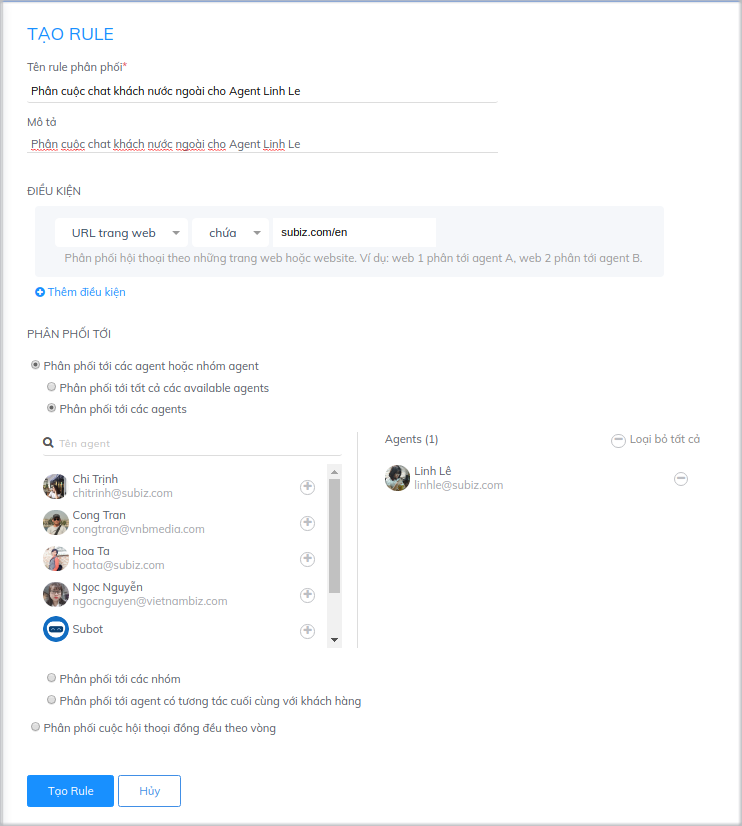 TẠO RULE
Tên rule phân phối*
Phân cuộc chat khách nước ngoài cho Agent Linh Le
Mô tả
Phân cuộc chat khách nước ngoài cho Agent Linh Le
ĐIỀU KIỆN
URL trang web chứa subiz.com/en
Phân phối hội thoại theo những trang web hoặc website. Ví dụ: web 1 phân tới agent A, web 2 phân tới agent B.
Thêm điều kiện
PHÂN PHỐI TỚI
Phân phối tới các agent hoặc nhóm agent
Phân phối tới tất cả các available agents
Phân phối tới các agents
Tên agent
Chi Trịnh
chitrinh@subiz.com
Cong Tran
congtran@vnbmedia.com
Hoa Ta
hoata@subiz.com
Ngọc Nguyễn
ngocnguyen@vietnambiz.com
Subot
Agents (1) Loại bỏ tất cả
Linh Lê
linhle@subiz.com
Phân phối tới các nhóm
Phân phối tới agent có tương tác cuối cùng với khách hàng
Phân phối cuộc hội thoại đồng đều theo vòng
Tạo Rule Hủy